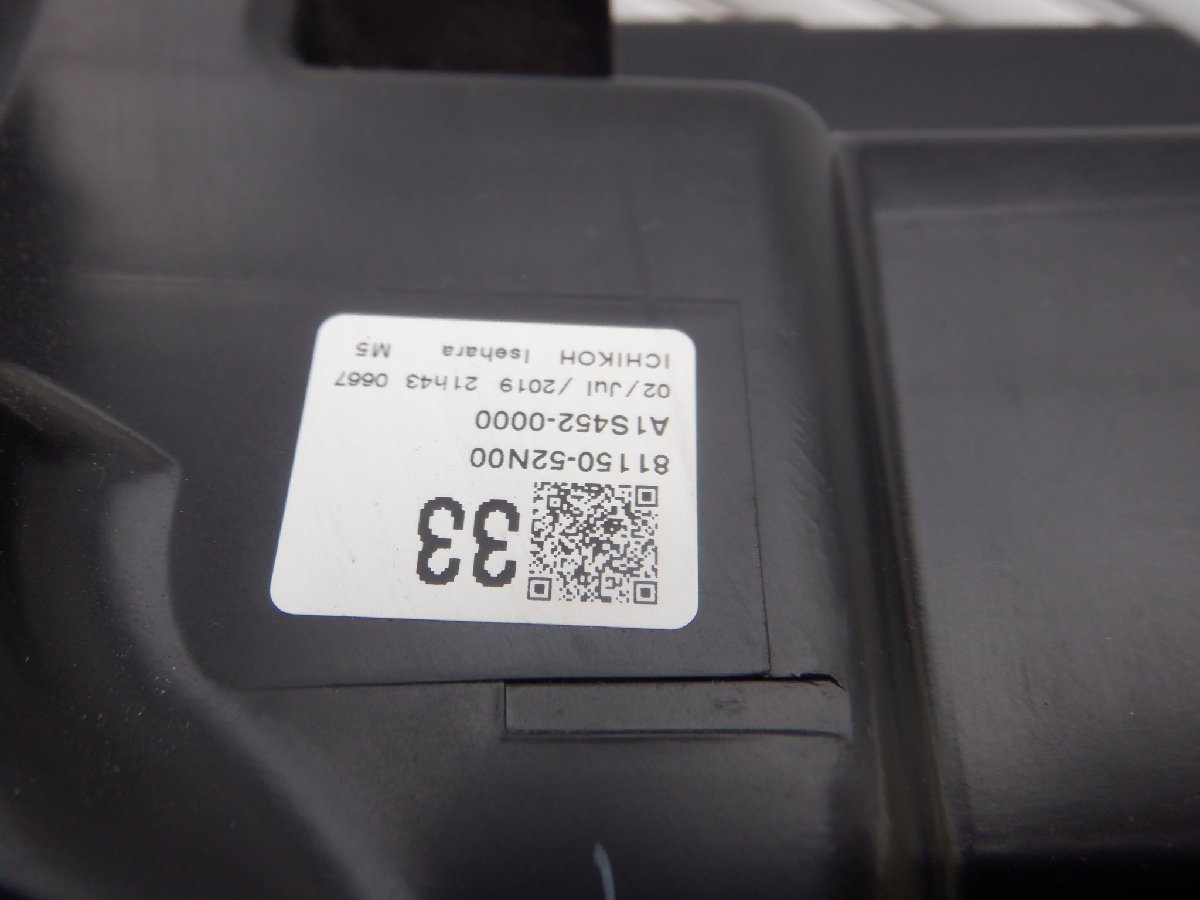 33
81150-52N00
A1S452-0000
02/Jul/2019 21h43 0667
ICHIKOH Isehara M5